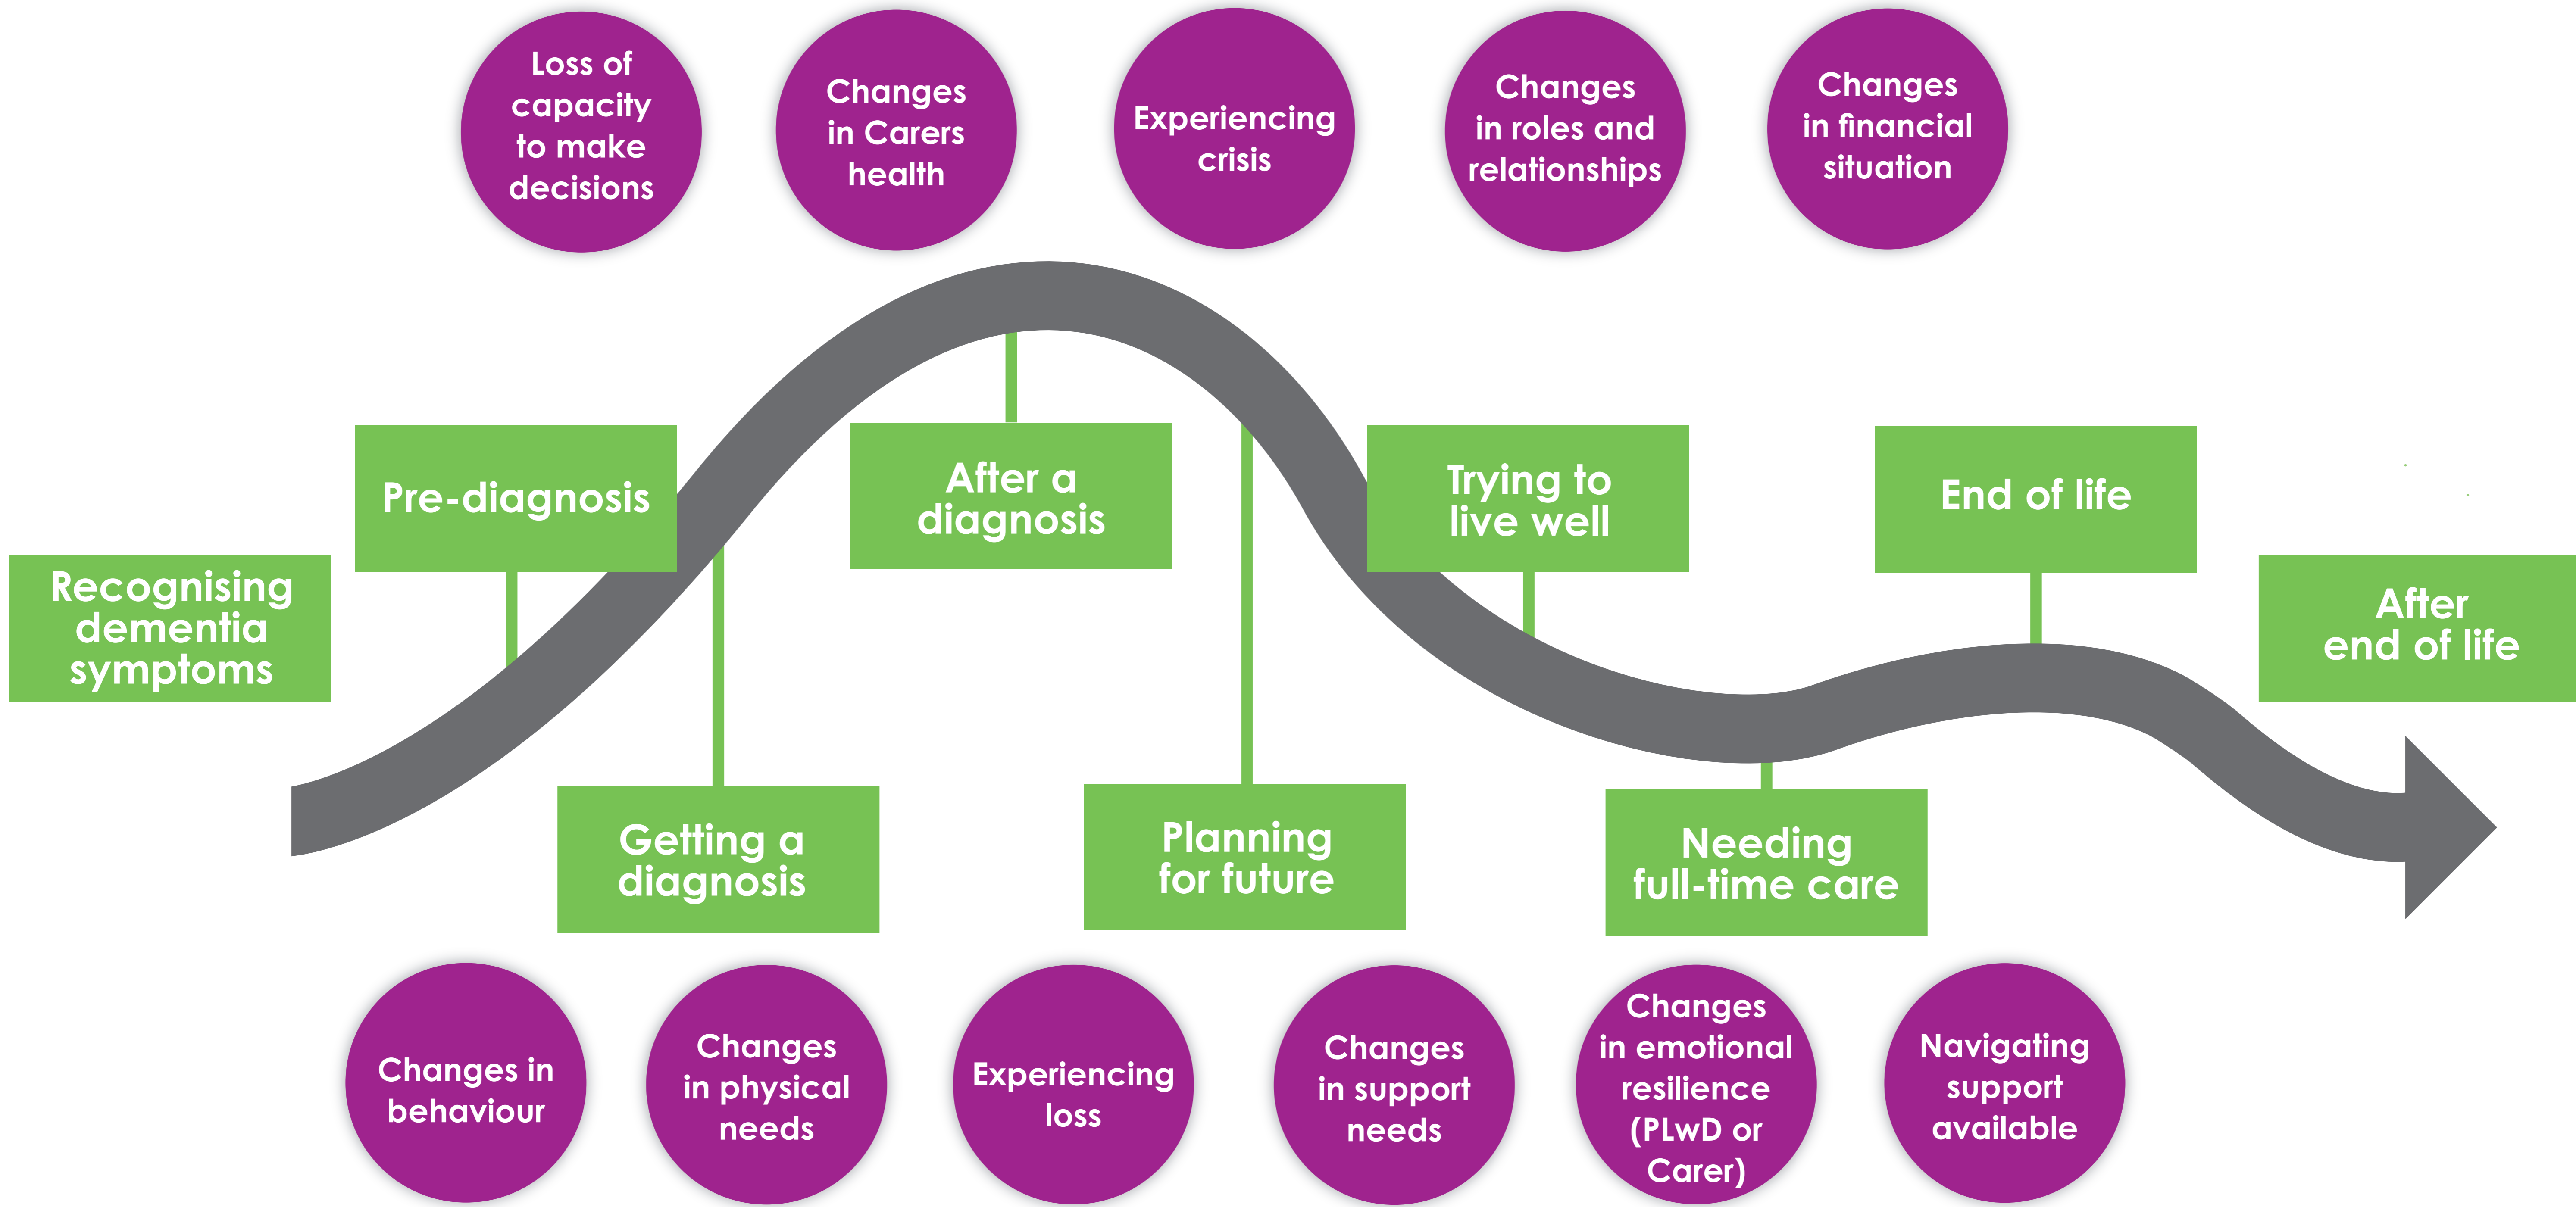 Loss of
capacity
to make
decisions
Changes
in Carers
health
Experiencing
crisis
Changes
in roles and
relationships
Changes
in financial
situation
Recognising
dementia
symptoms
Pre-diagnosis
Getting a
diagnosis
After a
diagnosis
Planning
for future
Trying to
live well
Needing
full-time care
End of life
After
end of life
Changes in
behaviour
Changes
in physical
needs
Experiencing
loss
Changes
in support
needs
Changes
in emotional
resilience
(PLwD or
Carer)
Navigating
support
available